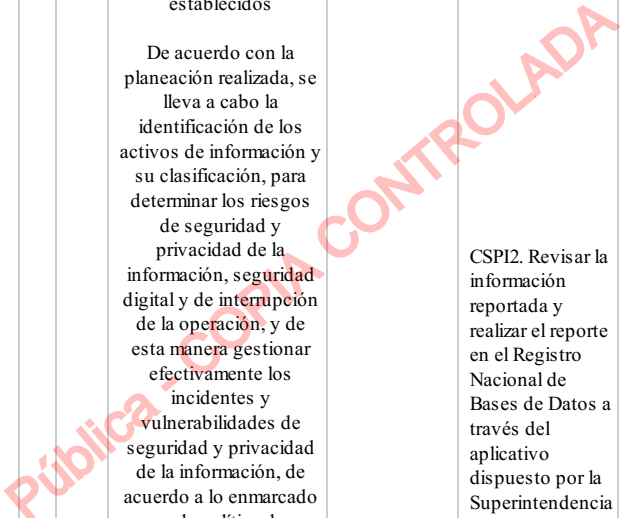 establecidos
De acuerdo con la
planeación realizada, se
lleva a cabo la
identificación de los
activos de información y
su clasificación, para
determinar los riesgos
de seguridad y
privacidad de la
información, seguridad
digital y de interrupción
de la operación, y de
esta manera gestionar
efectivamente los
incidentes y
vulnerabilidades de
seguridad y privacidad
de la información, de
acuerdo a lo enmarcado
CSPI2. Revisar la
información
reportada y
realizar el reporte
en el Registro
Nacional de
Bases de Datos a
través del
aplicativo
dispuesto por la
Superintendencia
Pública - COPIA CONTROLADA